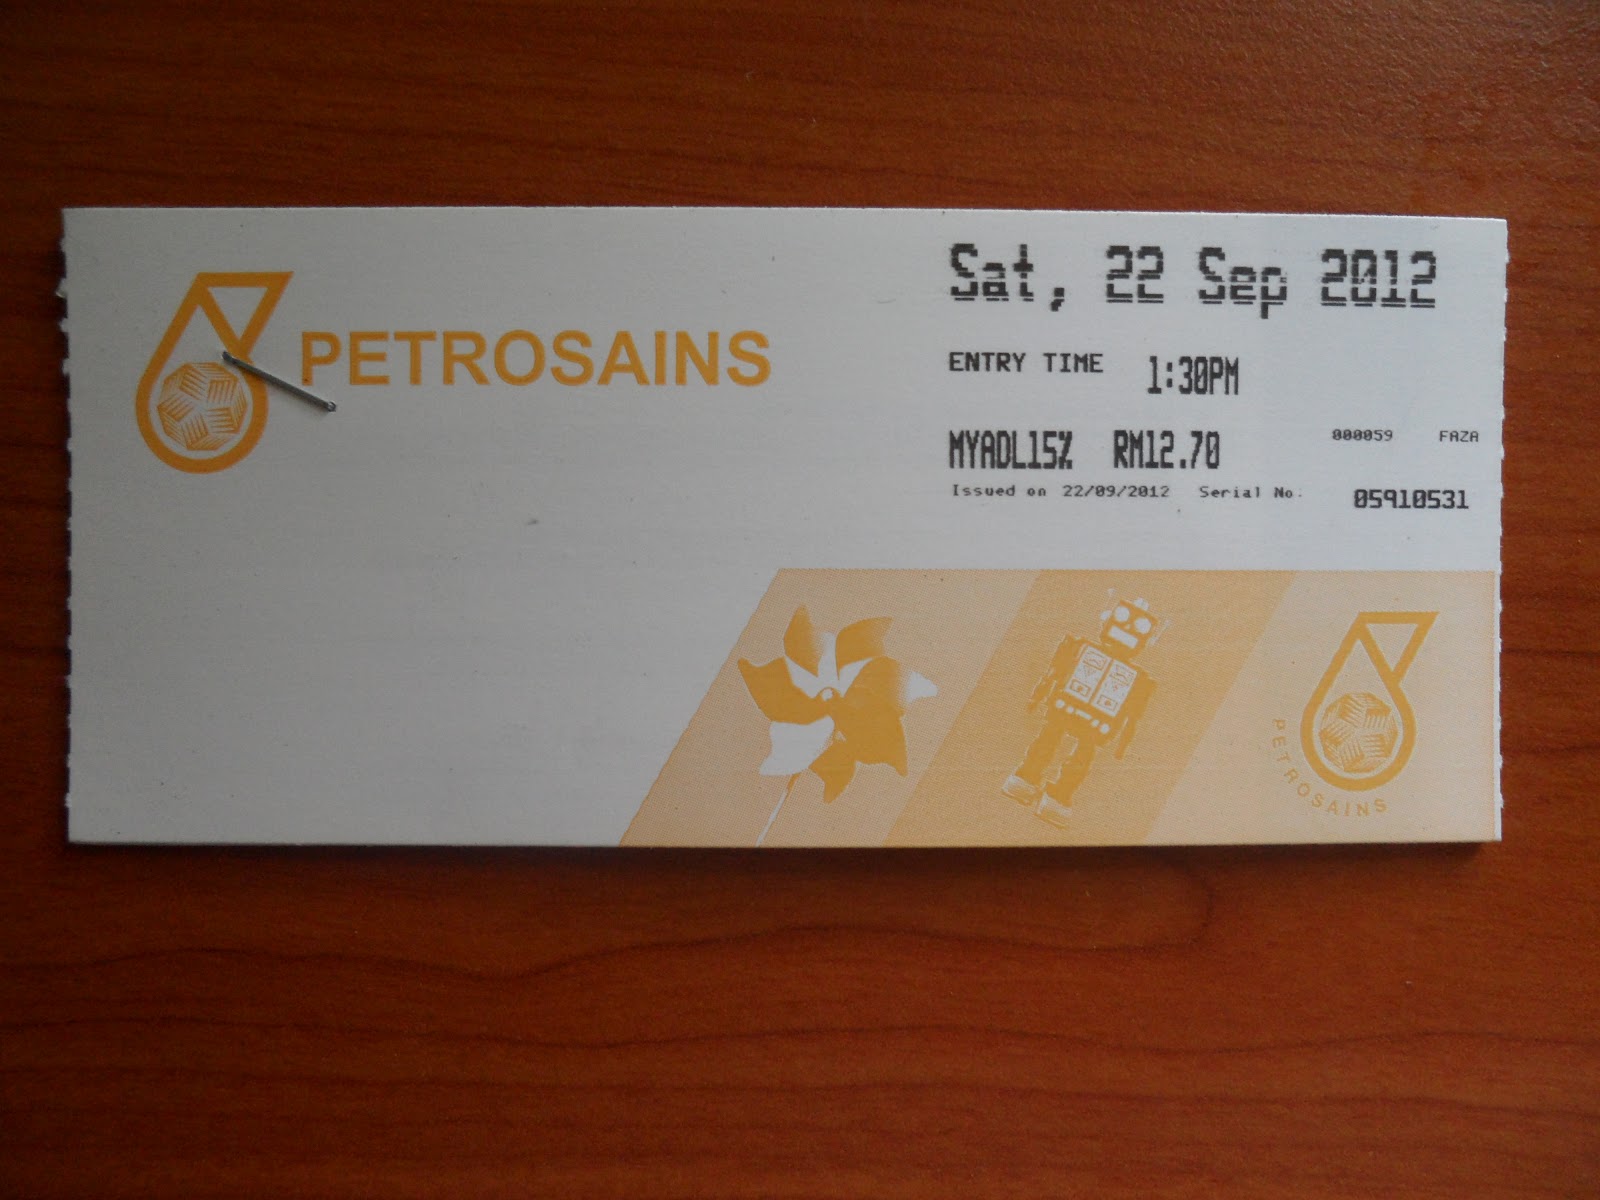 PETROSAINS
Sat, 22 Sep 2012
ENTRY TIME 1:30PM
MYADL15% RM12.70 000059 FAZA
Issued on 22/09/2012 Serial No. 05910531
PETROSAINS